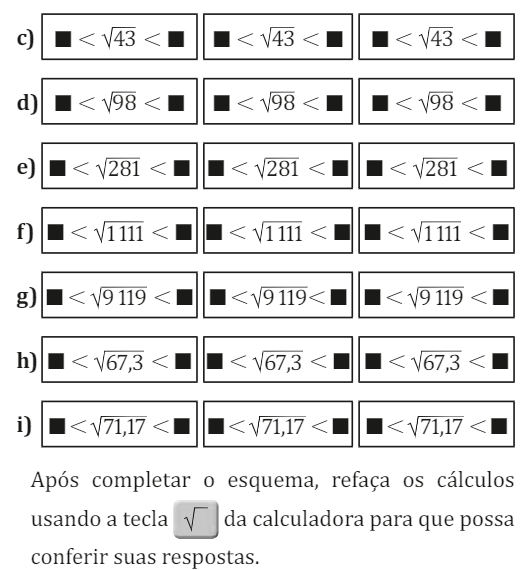 c) ■ < √43 < ■ ■ < √43 < ■ ■ < √43 < ■
d) ■ < √98 < ■ ■ < √98 < ■ ■ < √98 < ■
e) ■ < √281 < ■ ■ < √281 < ■ ■ < √281 < ■
f) ■ < √1 111 < ■ ■ < √1 111 < ■ ■ < √1 111 < ■
g) ■ < √9 119 < ■ ■ < √9 119 < ■ ■ < √9 119 < ■
h) ■ < √67,3 < ■ ■ < √67,3 < ■ ■ < √67,3 < ■
i) ■ < √71,17 < ■ ■ < √71,17 < ■ ■ < √71,17 < ■
Após completar o esquema, refaça os cálculos
usando a tecla √ da calculadora para que possa
conferir suas respostas.